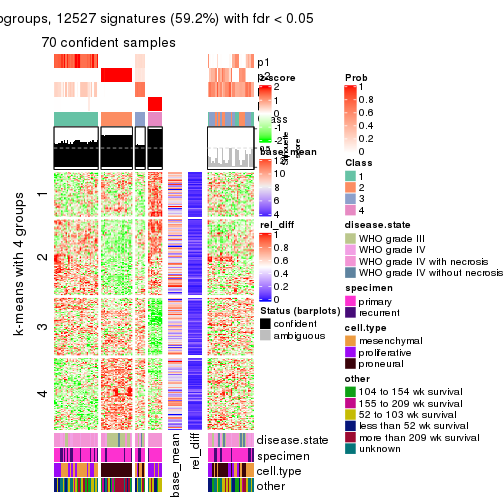 ogroups, 12527 signatures (59.2%) with fdr < 0.05
70 confident samples
p1
z-score
2
1
0
-2
Class
base_mean
12
10
8
6
4
rel_diff
1
0.8
0.6
0.4
0.2
0
Status (barplots)
confident
ambiguous
Prob
1
0.8
0.6
0.4
0.2
0
Class
1
2
3
4
disease.state
WHO grade III
WHO grade IV
WHO grade IV with necrosis
WHO grade IV without necrosis
specimen
primary
recurrent
cell.type
mesenchymal
proliferative
proneural
other
104 to 154 wk survival
155 to 209 wk survival
52 to 103 wk survival
less than 52 wk survival
more than 209 wk survival
unknown
k-means with 4 groups
1
2
3
4
disease.state
specimen
cell.type
other
base_mean
rel_diff